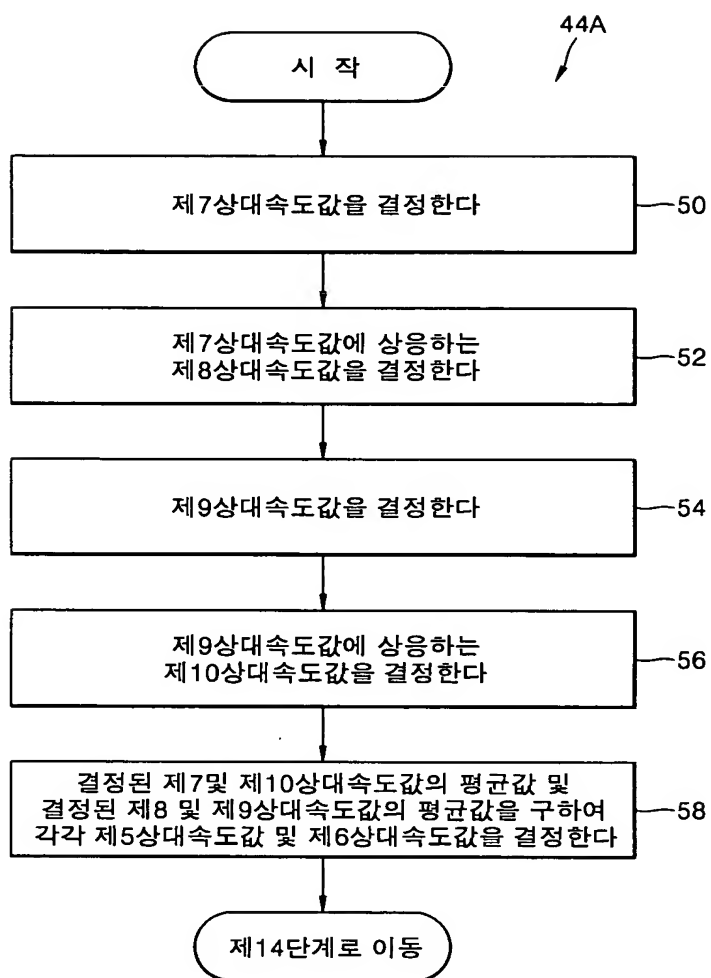 44A
시 작
제7상대속도값을 결정한다
50
제7상대속도값에 상응하는
제8상대속도값을 결정한다
52
제9상대속도값을 결정한다
54
제9상대속도값에 상응하는
제10상대속도값을 결정한다
56
결정된 제7및 제10상대속도값의 평균값 및
결정된 제8 및 제9상대속도값의 평균값을 구하여
각각 제5상대속도값 및 제6상대속도값을 결정한다
58
제14단계로 이동